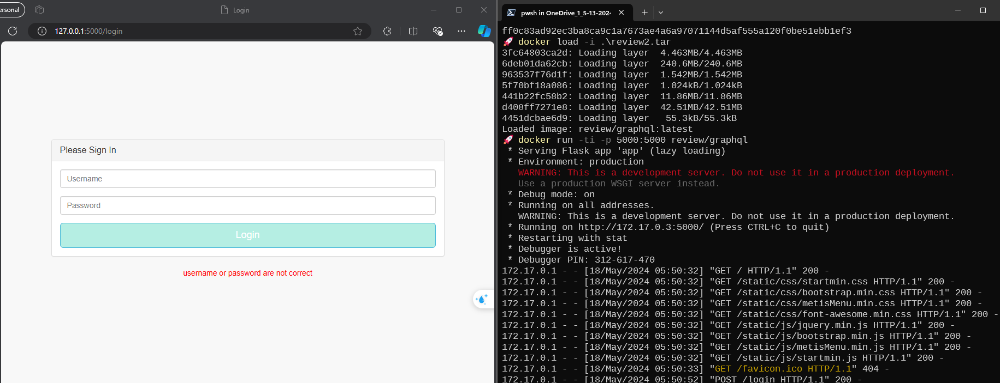 ersonal
Login
127.0.0.1:5000/login
Please Sign In
Username
Password
Login
username or password are not correct
pwsh in OneDrive_1_5-13-202
ff0c83ad92ec3ba8ca9c1a7673ae4a6a97071144d5af555a120f0be51ebb1ef3
🚀 docker load -i .\review2.tar
3fc64803ca2d: Loading layer  4.463MB/4.463MB
6deb01da62cb: Loading layer  240.6MB/240.6MB
963537f76d1f: Loading layer  1.542MB/1.542MB
5f70bf18a086: Loading layer  1.024kB/1.024kB
441b22fc58b2: Loading layer  11.86MB/11.86MB
d408ff7271e8: Loading layer  42.51MB/42.51MB
4451dcbae6d9: Loading layer   55.3kB/55.3kB
Loaded image: review/graphql:latest
🚀 docker run -ti -p 5000:5000 review/graphql
 * Serving Flask app 'app' (lazy loading)
 * Environment: production
   WARNING: This is a development server. Do not use it in a production deployment.
   Use a production WSGI server instead.
 * Debug mode: on
 * Running on all addresses.
   WARNING: This is a development server. Do not use it in a production deployment.
 * Running on http://172.17.0.3:5000/ (Press CTRL+C to quit)
 * Restarting with stat
 * Debugger is active!
 * Debugger PIN: 312-617-470
172.17.0.1 - - [18/May/2024 05:50:32] "GET / HTTP/1.1" 200 -
172.17.0.1 - - [18/May/2024 05:50:32] "GET /static/css/startmin.css HTTP/1.1" 200 -
172.17.0.1 - - [18/May/2024 05:50:32] "GET /static/css/bootstrap.min.css HTTP/1.1" 200 -
172.17.0.1 - - [18/May/2024 05:50:32] "GET /static/css/metisMenu.min.css HTTP/1.1" 200 -
172.17.0.1 - - [18/May/2024 05:50:32] "GET /static/css/font-awesome.min.css HTTP/1.1" 200 -
172.17.0.1 - - [18/May/2024 05:50:32] "GET /static/js/jquery.min.js HTTP/1.1" 200 -
172.17.0.1 - - [18/May/2024 05:50:32] "GET /static/js/bootstrap.min.js HTTP/1.1" 200 -
172.17.0.1 - - [18/May/2024 05:50:32] "GET /static/js/metisMenu.min.js HTTP/1.1" 200 -
172.17.0.1 - - [18/May/2024 05:50:32] "GET /static/js/startmin.js HTTP/1.1" 200 -
172.17.0.1 - - [18/May/2024 05:50:33] "GET /favicon.ico HTTP/1.1" 404 -
172.17.0.1 - - [18/May/2024 05:50:52] "POST /login HTTP/1.1" 200 -